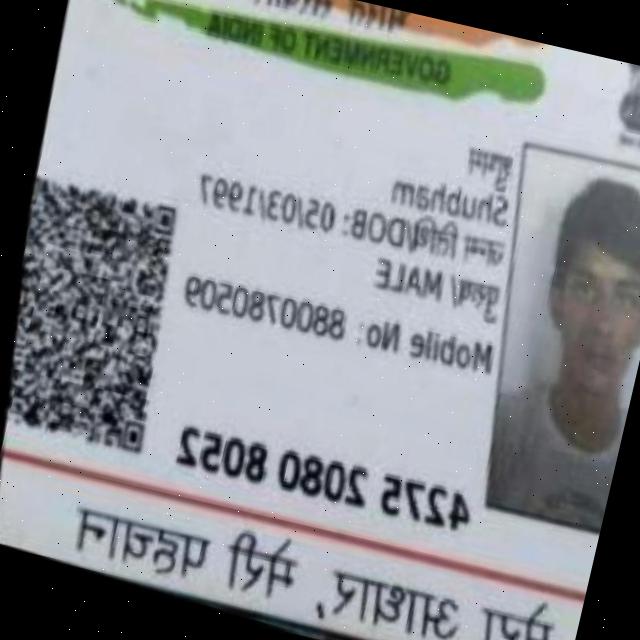 GOVERNMENT OF INDIA
शुभम
Shubham
जन्म तिथि/DOB: 05/03/1997
पुरुष/ MALE
Mobile No: 8800780509
4275 2080 8052
मेरा आधार, मेरी पहचान